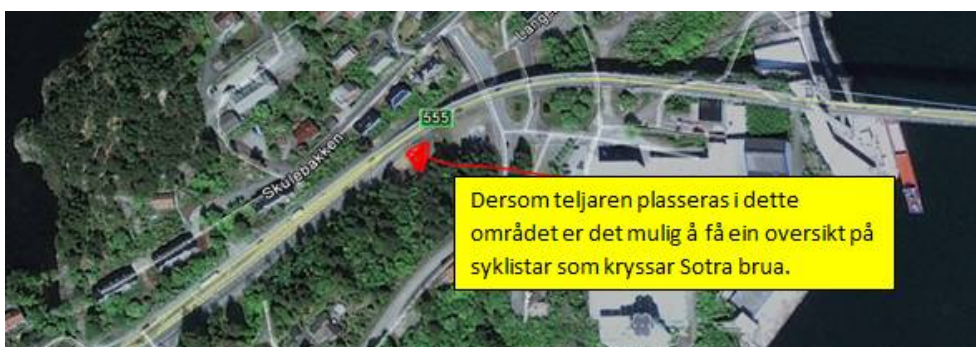 Lange
555
Skulebakken
Dersom teljaren plasseras i dette
området er det mulig å få ein oversikt på
syklistar som kryssar Sotra brua.